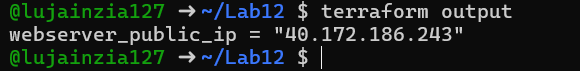 @lujainzia127 ➜ ~/Lab12 $ terraform output
webserver_public_ip = "40.172.186.243"
@lujainzia127 ➜ ~/Lab12 $